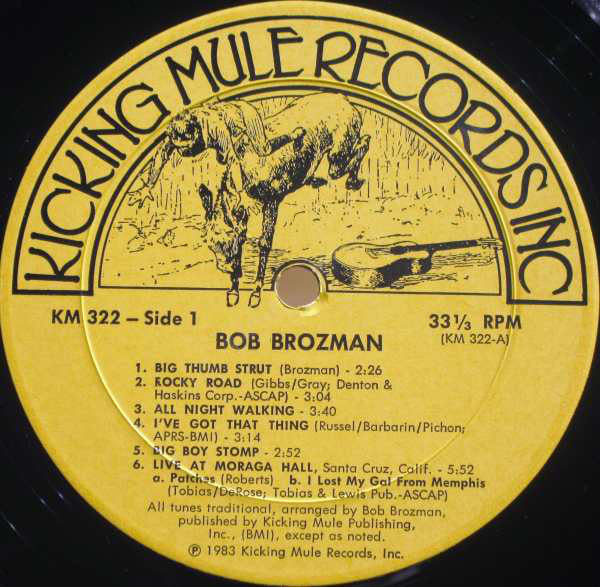 KICKING MULE RECORDS INC
KM 322 – Side 1
33 1/3 RPM
(KM 322-A)
BOB BROZMAN
1. BIG THUMB STRUT (Brozman) - 2:26
2. ROCKY ROAD (Gibbs/Gray; Denton &
Haskins Corp.-ASCAP) - 3:04
3. ALL NIGHT WALKING - 3:40
4. I'VE GOT THAT THING (Russel/Barbarin/Pichon;
APRS-BMI) - 3:14
5. BIG BOY STOMP - 2:52
6. LIVE AT MORAGA HALL, Santa Cruz, Calif. - 5:52
a. Patches (Roberts) b. I Lost My Gal From Memphis
(Tobias/DeRose; Tobias & Lewis Pub.-ASCAP)
All tunes traditional, arranged by Bob Brozman,
published by Kicking Mule Publishing,
Inc., (BMI), except as noted.
℗ 1983 Kicking Mule Records, Inc.